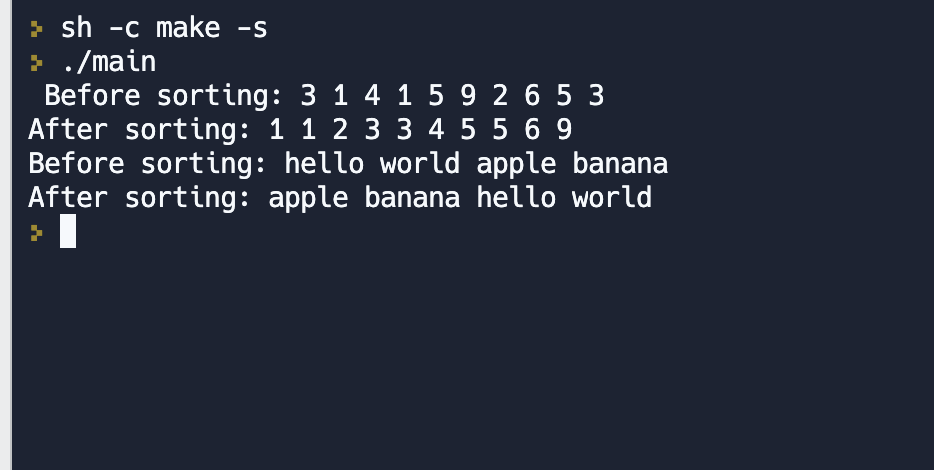 sh -c make -s
./main
Before sorting: 3 1 4 1 5 9 2 6 5 3
After sorting: 1 1 2 3 3 4 5 5 6 9
Before sorting: hello world apple banana
After sorting: apple banana hello world